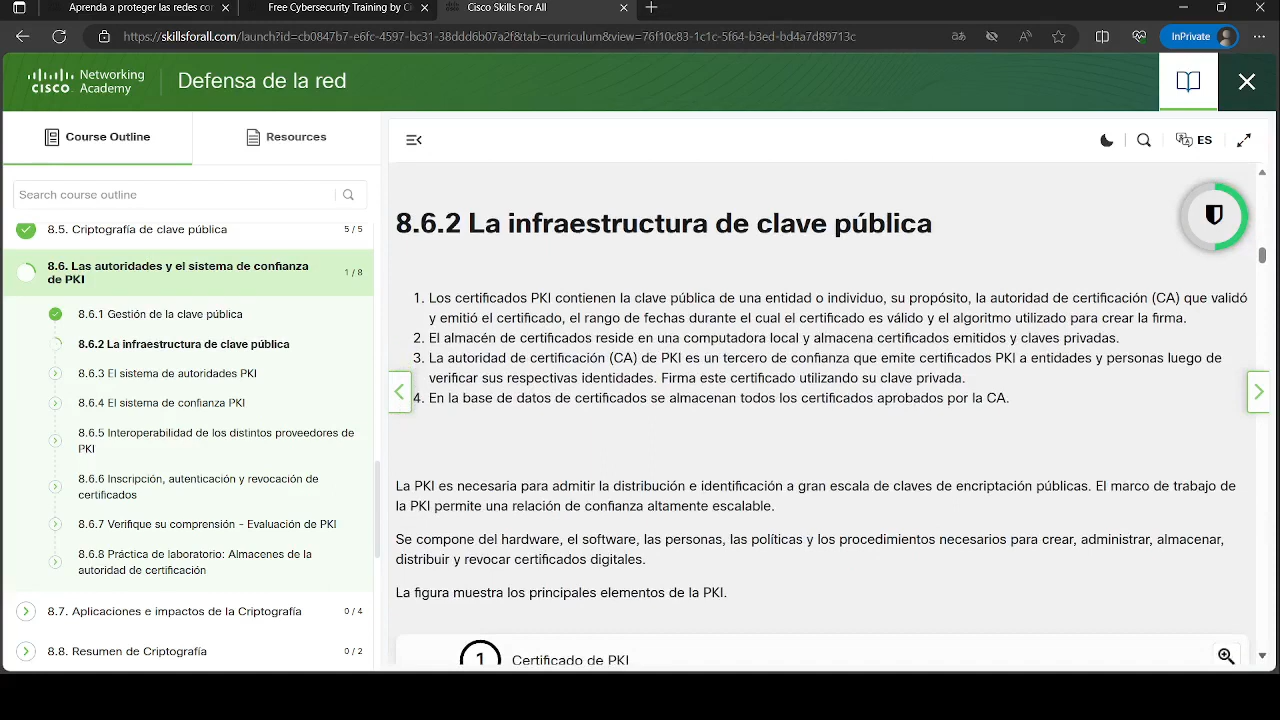 Aprenda a proteger las redes cor
Free Cybersecurity Training by C
Cisco Skills For All
https://skillsforall.com/launch?id=cb0847b7-e6fc-4597-bc31-38ddd6b07a2f&tab=curriculum&view=76f10c83-1c1c-5f64-b3ed-bd4a7d89713c
InPrivate
Networking
CISCO Academy
Defensa de la red
Course Outline
Resources
ES
Search course outline
8.5. Criptografía de clave pública 5 / 5
8.6. Las autoridades y el sistema de confianza
de PKI
1 / 8
8.6.1 Gestión de la clave pública
8.6.2 La infraestructura de clave pública
8.6.3 El sistema de autoridades PKI
8.6.4 El sistema de confianza PKI
8.6.5 Interoperabilidad de los distintos proveedores de
PKI
8.6.6 Inscripción, autenticación y revocación de
certificados
8.6.7 Verifique su comprensión - Evaluación de PKI
8.6.8 Práctica de laboratorio: Almacenes de la
autoridad de certificación
8.7. Aplicaciones e impactos de la Criptografía 0 / 4
8.8. Resumen de Criptografía 0 / 2
8.6.2 La infraestructura de clave pública
1. Los certificados PKI contienen la clave pública de una entidad o individuo, su propósito, la autoridad de certificación (CA) que validó
y emitió el certificado, el rango de fechas durante el cual el certificado es válido y el algoritmo utilizado para crear la firma.
2. El almacén de certificados reside en una computadora local y almacena certificados emitidos y claves privadas.
3. La autoridad de certificación (CA) de PKI es un tercero de confianza que emite certificados PKI a entidades y personas luego de
verificar sus respectivas identidades. Firma este certificado utilizando su clave privada.
4. En la base de datos de certificados se almacenan todos los certificados aprobados por la CA.
La PKI es necesaria para admitir la distribución e identificación a gran escala de claves de encriptación públicas. El marco de trabajo de
la PKI permite una relación de confianza altamente escalable.
Se compone del hardware, el software, las personas, las políticas y los procedimientos necesarios para crear, administrar, almacenar,
distribuir y revocar certificados digitales.
La figura muestra los principales elementos de la PKI.
1 Certificado de PKI